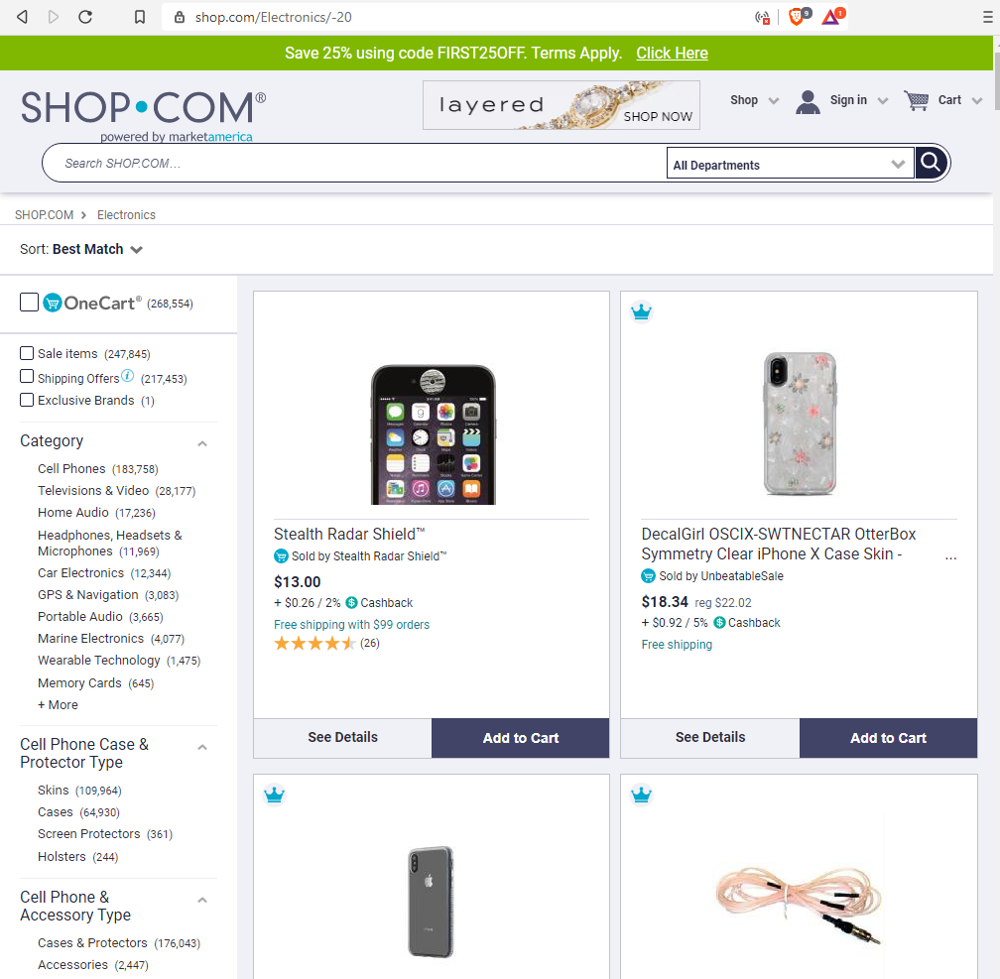 shop.com/Electronics/-20
9
1
Save 25% using code FIRST25OFF. Terms Apply. Click Here
SHOP•COM®
powered by marketamerica
layered
SHOP NOW
Shop
Sign in
Cart
Search SHOP.COM...
All Departments
SHOP.COM > Electronics
Sort: Best Match
OneCart® (268,554)
Sale items (247,845)
Shipping Offers i (217,453)
Exclusive Brands (1)
Category
Cell Phones (183,758)
Televisions & Video (28,177)
Home Audio (17,236)
Headphones, Headsets &
Microphones (11,969)
Car Electronics (12,344)
GPS & Navigation (3,083)
Portable Audio (3,665)
Marine Electronics (4,077)
Wearable Technology (1,475)
Memory Cards (645)
+ More
Cell Phone Case &
Protector Type
Skins (109,964)
Cases (64,930)
Screen Protectors (361)
Holsters (244)
Cell Phone &
Accessory Type
Cases & Protectors (176,043)
Accessories (2,447)
Stealth Radar Shield™
Sold by Stealth Radar Shield™
$13.00
+ $0.26 / 2% $ Cashback
Free shipping with $99 orders
(26)
See Details
Add to Cart
DecalGirl OSCIX-SWTNECTAR OtterBox
Symmetry Clear iPhone X Case Skin - ...
Sold by UnbeatableSale
$18.34 reg $22.02
+ $0.92 / 5% $ Cashback
Free shipping
See Details
Add to Cart